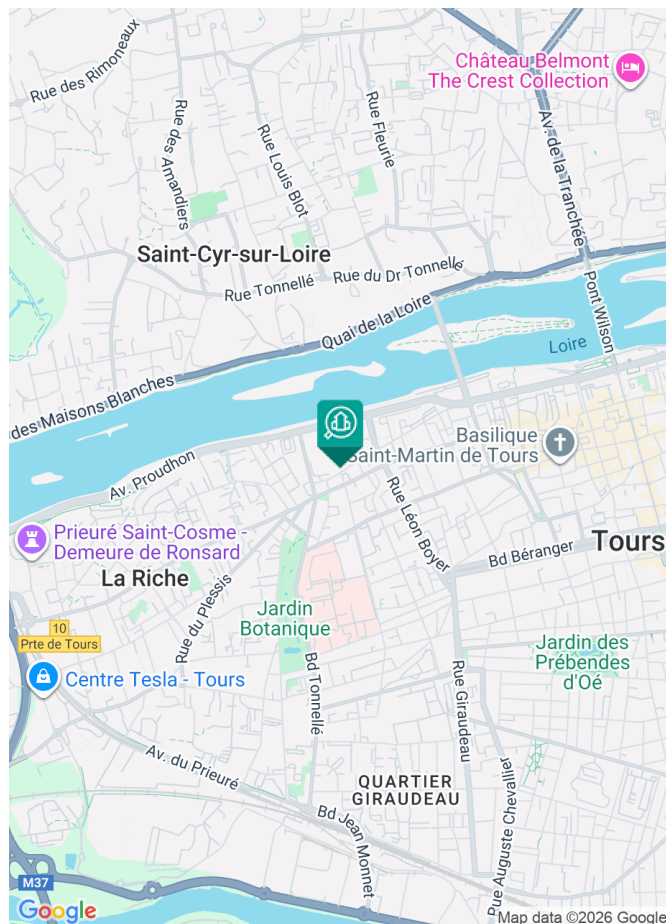 Rue des Rimoneaux
Château Belmont
The Crest Collection
Rue des Amandiers
Rue Louis Blot
Rue Fleurie
Av. de la Tranchée
Saint-Cyr-sur-Loire
Rue du Dr Tonnellé
Rue Tonnellé
Pont Wilson
Quai de la Loire
Loire
des Maisons Blanches
Basilique
Saint-Martin de Tours
Av. Proudhon
Rue Léon Boyer
Prieuré Saint-Cosme -
Demeure de Ronsard
Tours
Bd Béranger
La Riche
Jardin
Botanique
Rue du Plessis
10
Prte de Tours
Jardin des
Prébendes
d'Oé
Centre Tesla - Tours
Bd Tonnellé
Rue Giraudeau
Av. du Prieuré
QUARTIER
GIRAUDEAU
Rue Auguste Chevallier
Bd Jean Monnet
M37
Google
Map data ©2026 Google